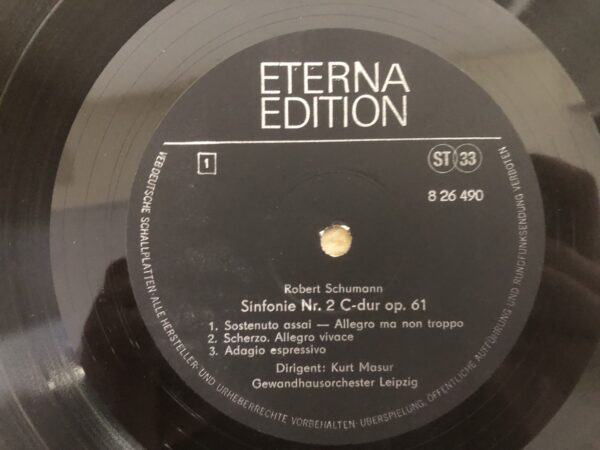 ETERNA
EDITION
1
ST 33
8 26 490
Robert Schumann
Sinfonie Nr. 2 C-dur op. 61
1. Sostenuto assai — Allegro ma non troppo
2. Scherzo. Allegro vivace
3. Adagio espressivo
Dirigent: Kurt Masur
Gewandhausorchester Leipzig
VEB DEUTSCHE SCHALLPLATTEN · ALLE HERSTELLER- UND URHEBERRECHTE VORBEHALTEN · ÜBERSPIELUNG, ÖFFENTLICHE AUFFÜHRUNG UND RUNDFUNKSENDUNG VERBOTEN